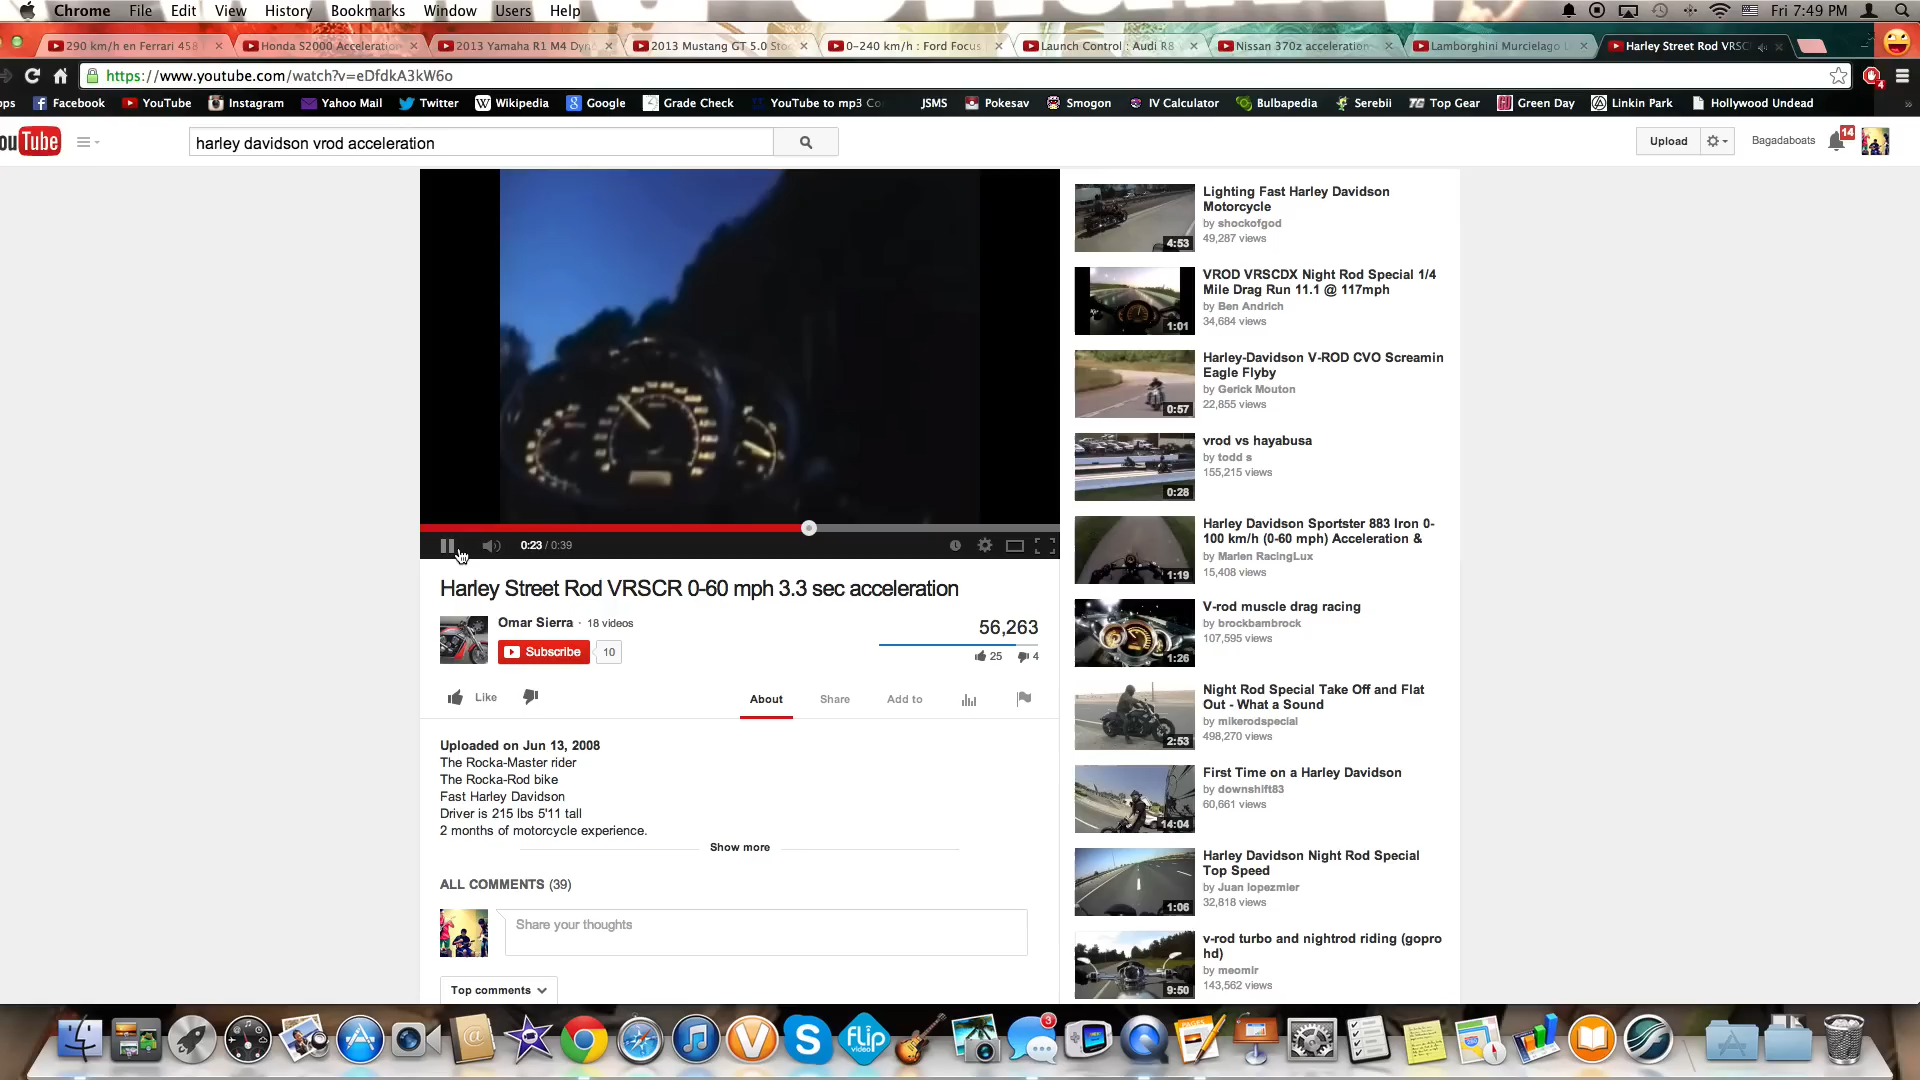 Chrome File Edit View History Bookmarks Window Users Help Fri 7:49 PM
290 km/h en Ferrari 458 Honda S2000 Acceleration 2013 Yamaha R1 M4 Dyn 2013 Mustang GT 5.0 Sto 0-240 km/h : Ford Focus Launch Control : Audi R8 Nissan 370z acceleration Lamborghini Murcielago L Harley Street Rod VRSC
https://www.youtube.com/watch?v=eDfdkA3kW6o 4
ops Facebook YouTube Instagram Yahoo Mail Twitter Wikipedia Google Grade Check YouTube to mp3 Co JSMS Pokesav Smogon IV Calculator Bulbapedia Serebii Top Gear Green Day Linkin Park Hollywood Undead
ouTube harley davidson vrod acceleration Upload Bagadaboats 14
0:23 / 0:39
Harley Street Rod VRSCR 0-60 mph 3.3 sec acceleration
Omar Sierra · 18 videos
Subscribe 10
56,263
25 4
Like
About Share Add to
Uploaded on Jun 13, 2008
The Rocka-Master rider
The Rocka-Rod bike
Fast Harley Davidson
Driver is 215 lbs 5'11 tall
2 months of motorcycle experience.
Show more
ALL COMMENTS (39)
Share your thoughts
Top comments
Lighting Fast Harley Davidson
Motorcycle
by shockofgod
49,287 views
4:53
VROD VRSCDX Night Rod Special 1/4
Mile Drag Run 11.1 @ 117mph
by Ben Andrich
34,684 views
1:01
Harley-Davidson V-ROD CVO Screamin
Eagle Flyby
by Gerick Mouton
22,855 views
0:57
vrod vs hayabusa
by todd s
155,215 views
0:28
Harley Davidson Sportster 883 Iron 0-
100 km/h (0-60 mph) Acceleration &
by Marlen RacingLux
15,408 views
1:19
V-rod muscle drag racing
by brockbambrock
107,595 views
1:26
Night Rod Special Take Off and Flat
Out - What a Sound
by mikerodspecial
498,270 views
2:53
First Time on a Harley Davidson
by downshift83
60,661 views
14:04
Harley Davidson Night Rod Special
Top Speed
by Juan lopezmier
32,818 views
1:06
v-rod turbo and nightrod riding (gopro
hd)
by meomir
143,562 views
9:50
flip
video
3